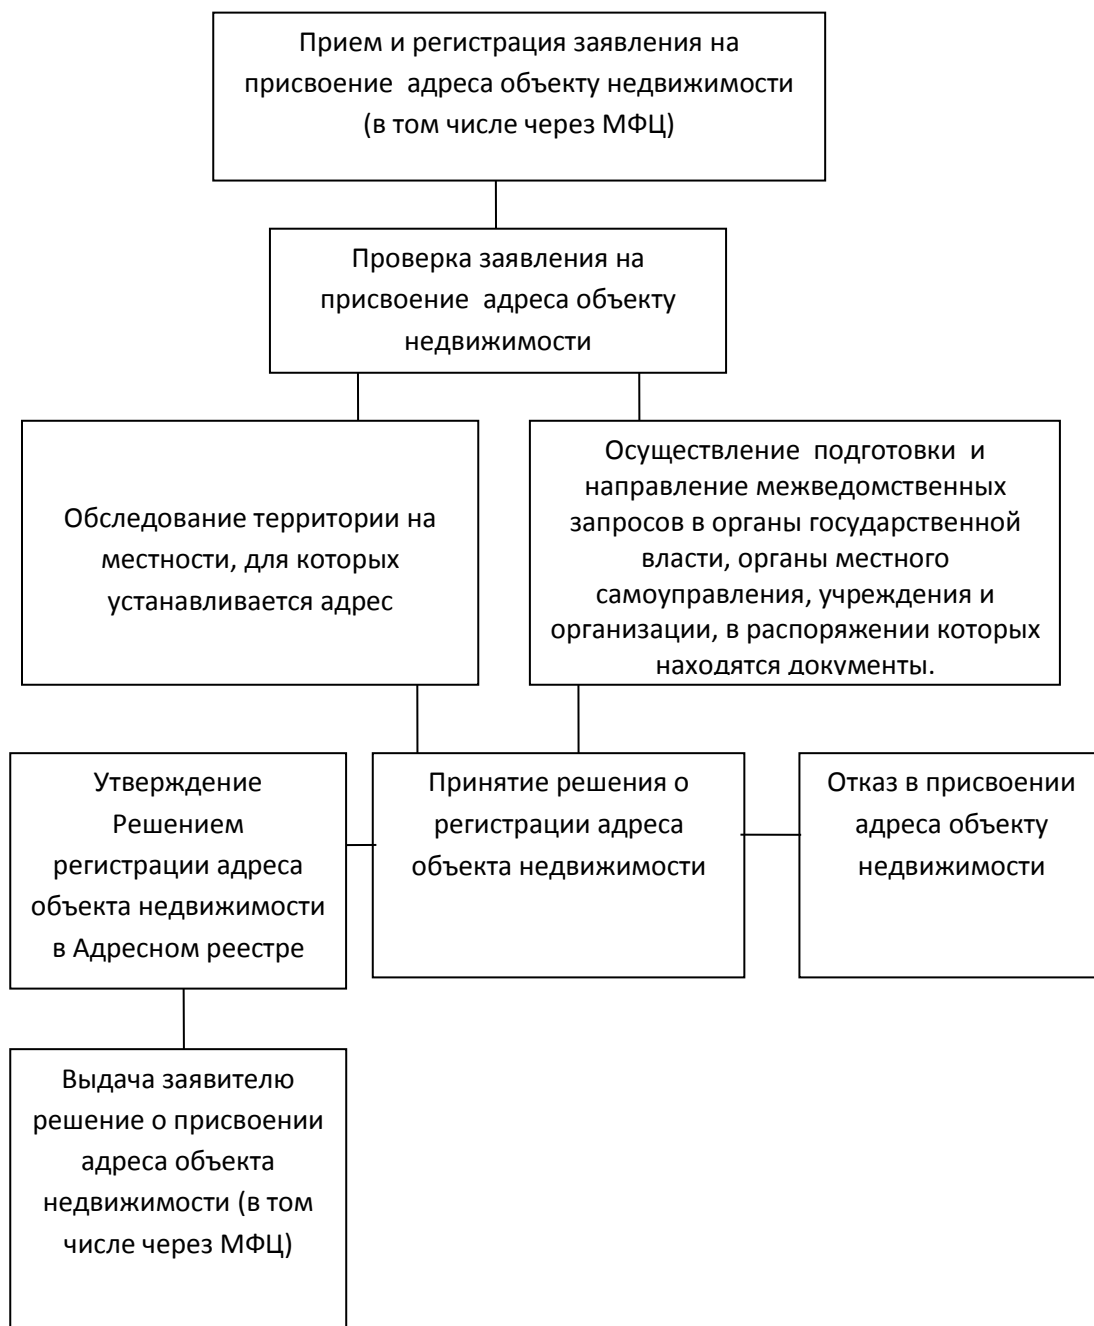 Прием и регистрация заявления на
присвоение адреса объекту недвижимости
(в том числе через МФЦ)
Проверка заявления на
присвоение адреса объекту
недвижимости
Обследование территории на
местности, для которых
устанавливается адрес
Осуществление подготовки и
направление межведомственных
запросов в органы государственной
власти, органы местного
самоуправления, учреждения и
организации, в распоряжении которых
находятся документы.
Утверждение
Решением
регистрации адреса
объекта недвижимости
в Адресном реестре
Принятие решения о
регистрации адреса
объекта недвижимости
Отказ в присвоении
адреса объекту
недвижимости
Выдача заявителю
решение о присвоении
адреса объекта
недвижимости (в том
числе через МФЦ)